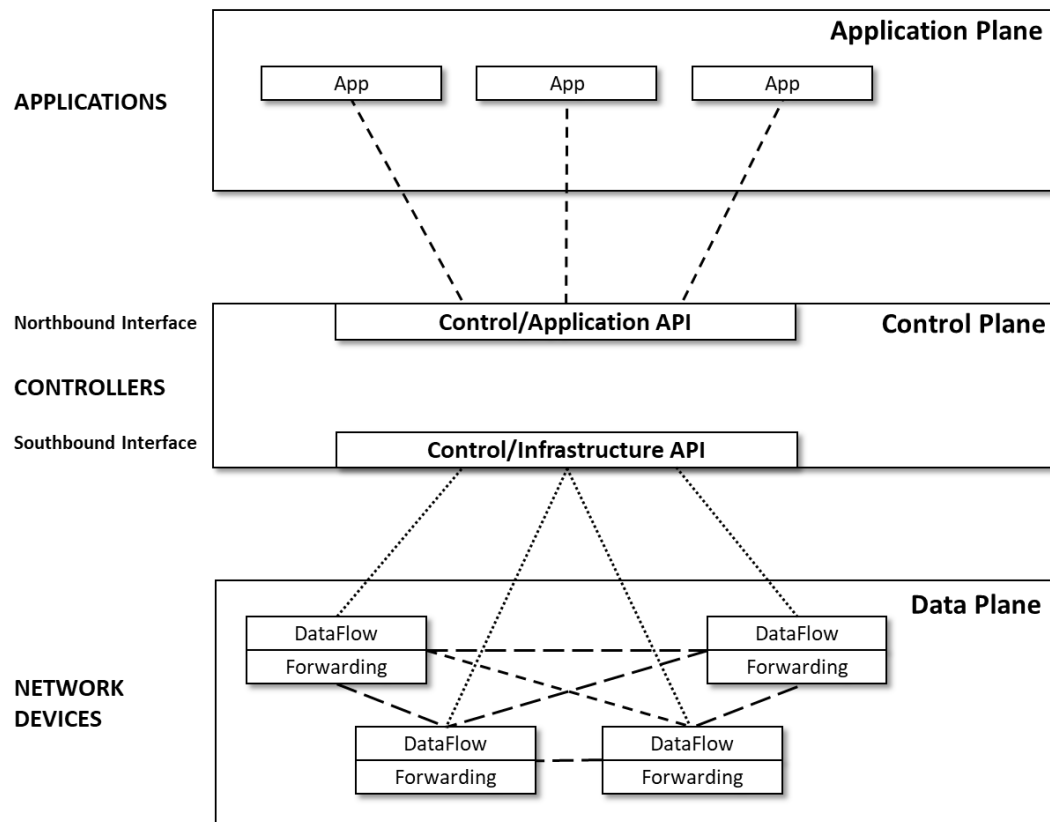 Application Plane
App
App
App
APPLICATIONS
Northbound Interface
Control/Application API
Control Plane
CONTROLLERS
Southbound Interface
Control/Infrastructure API
Data Plane
DataFlow
Forwarding
DataFlow
Forwarding
NETWORK
DEVICES
DataFlow
Forwarding
DataFlow
Forwarding